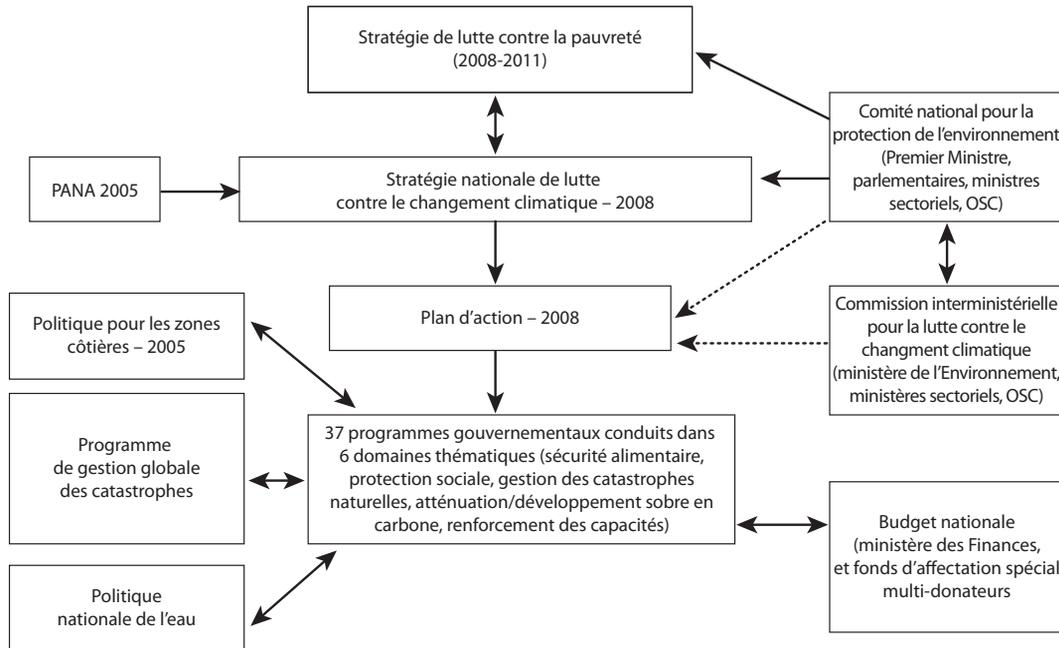 Stratégie de lutte contre la pauvreté
(2008-2011)
Comité national pour la
protection de l'environnement
(Premier Ministre,
parlementaires, ministres
sectoriels, OSC)
PANA 2005
Stratégie nationale de lutte
contre le changement climatique – 2008
Plan d'action – 2008
Commission interministérielle
pour la lutte contre le
changment climatique
(ministère de l'Environnement,
ministères sectoriels, OSC)
Politique pour les zones
côtières – 2005
Programme
de gestion globale
des catastrophes
37 programmes gouvernementaux conduits dans
6 domaines thématiques (sécurité alimentaire,
protection sociale, gestion des catastrophes
naturelles, atténuation/développement sobre en
carbone, renforcement des capacités)
Budget nationale
(ministère des Finances,
et fonds d'affectation spécial
multi-donateurs
Politique
nationale de l'eau